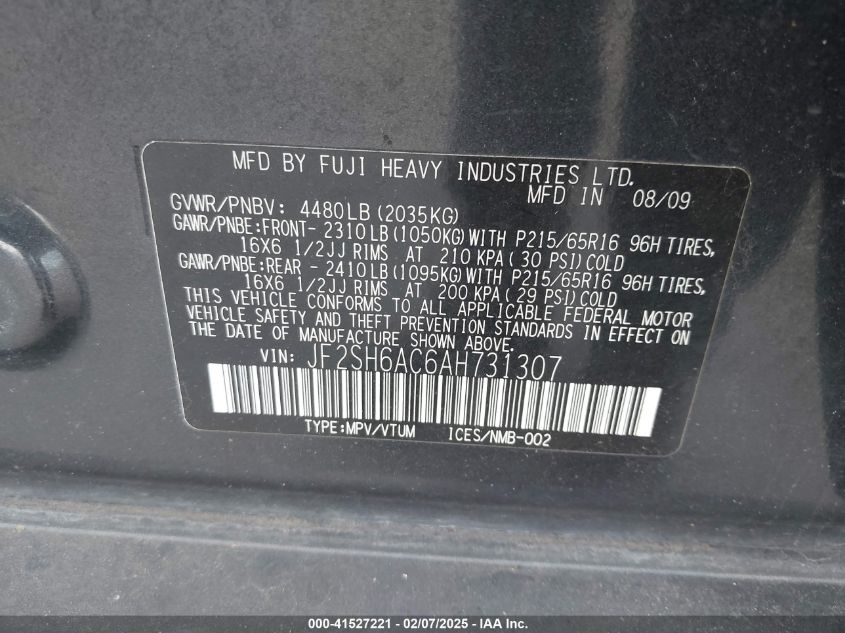 MFD BY FUJI HEAVY INDUSTRIES LTD.
MFD IN 08/09
GVWR/PNBV: 4480LB(2035KG)
GAWR/PNBE:FRONT- 2310LB(1050KG)WITH P215/65R16 96H TIRES,
16X6 1/2JJ RIMS AT 210 KPA( 30 PSI)COLD
GAWR/PNBE:REAR - 2410LB(1095KG)WITH P215/65R16 96H TIRES,
16X6 1/2JJ RIMS AT 200 KPA( 29 PSI)COLD
THIS VEHICLE CONFORMS TO ALL APPLICABLE FEDERAL MOTOR
VEHICLE SAFETY AND THEFT PREVENTION STANDARDS IN EFFECT ON
THE DATE OF MANUFACTURE SHOWN ABOVE.
VIN: JF2SH6AC6AH731307
TYPE:MPV/VTUM ICES/NMB-002
000-41527221 - 02/07/2025 - IAA Inc.